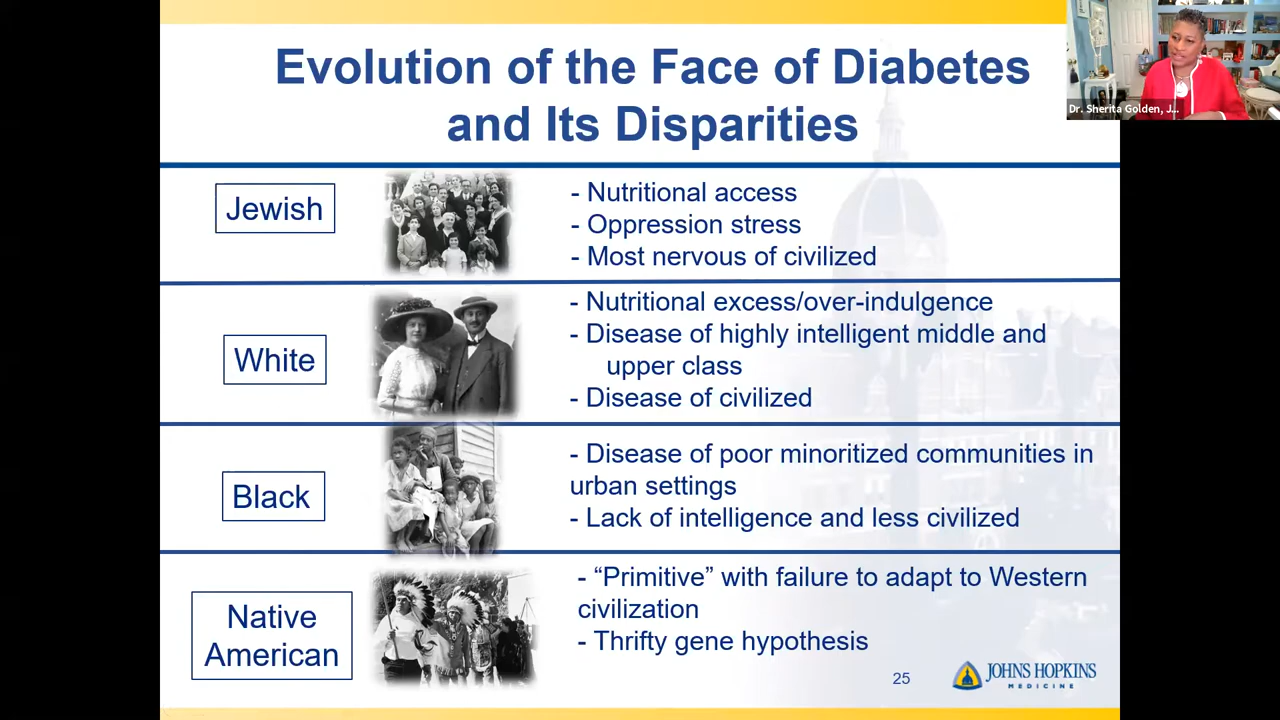 Evolution of the Face of Diabetes
and Its Disparities
Dr. Sherita Golden, J...
Jewish
- Nutritional access
- Oppression stress
- Most nervous of civilized
White
- Nutritional excess/over-indulgence
- Disease of highly intelligent middle and
upper class
- Disease of civilized
Black
- Disease of poor minoritized communities in
urban settings
- Lack of intelligence and less civilized
Native
American
- “Primitive” with failure to adapt to Western
civilization
- Thrifty gene hypothesis
25
JOHNS HOPKINS
MEDICINE